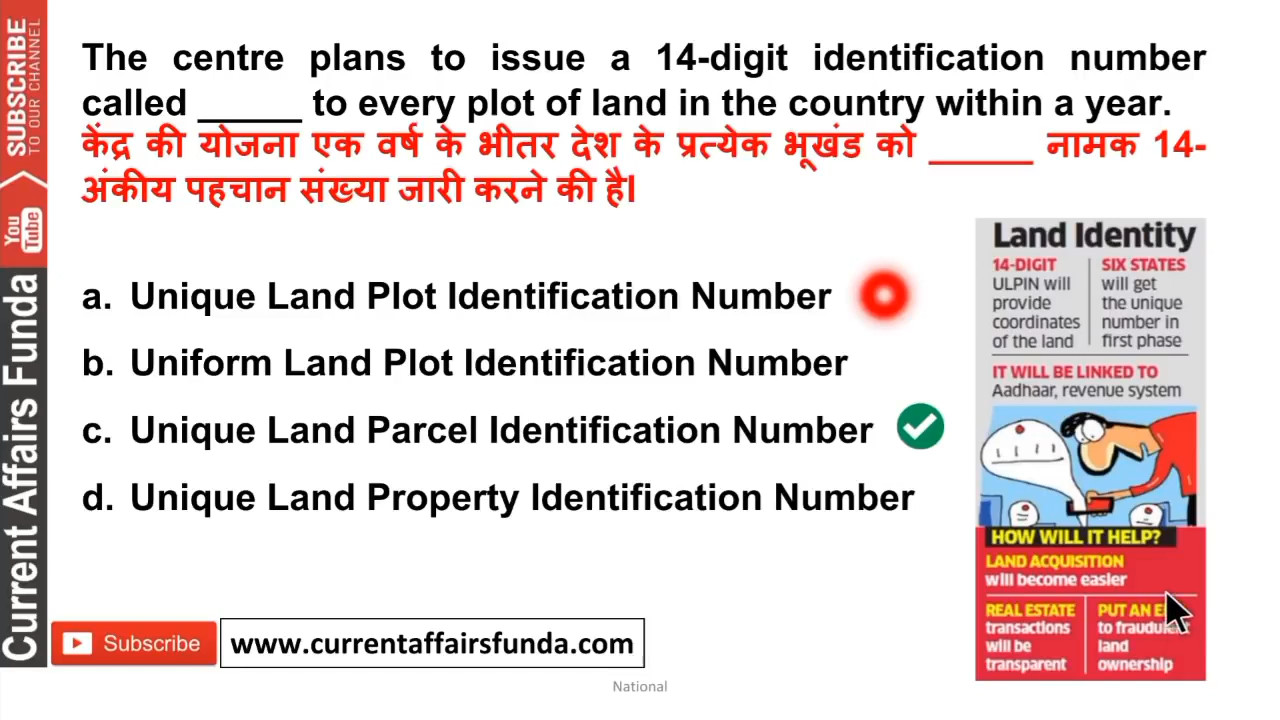 SUBSCRIBE
TO OUR CHANNEL
You
Tube
Current Affairs Funda
The centre plans to issue a 14-digit identification number
called _____ to every plot of land in the country within a year.
केंद्र की योजना एक वर्ष के भीतर देश के प्रत्येक भूखंड को _____ नामक 14-
अंकीय पहचान संख्या जारी करने की है।
a. Unique Land Plot Identification Number
b. Uniform Land Plot Identification Number
c. Unique Land Parcel Identification Number
d. Unique Land Property Identification Number
Land Identity
14-DIGIT
ULPIN will
provide
coordinates
of the land
SIX STATES
will get
the unique
number in
first phase
IT WILL BE LINKED TO
Aadhaar, revenue system
HOW WILL IT HELP?
LAND ACQUISITION
will become easier
REAL ESTATE
transactions
will be
transparent
PUT AN
to
land
ownership
Subscribe
www.currentaffairsfunda.com
National